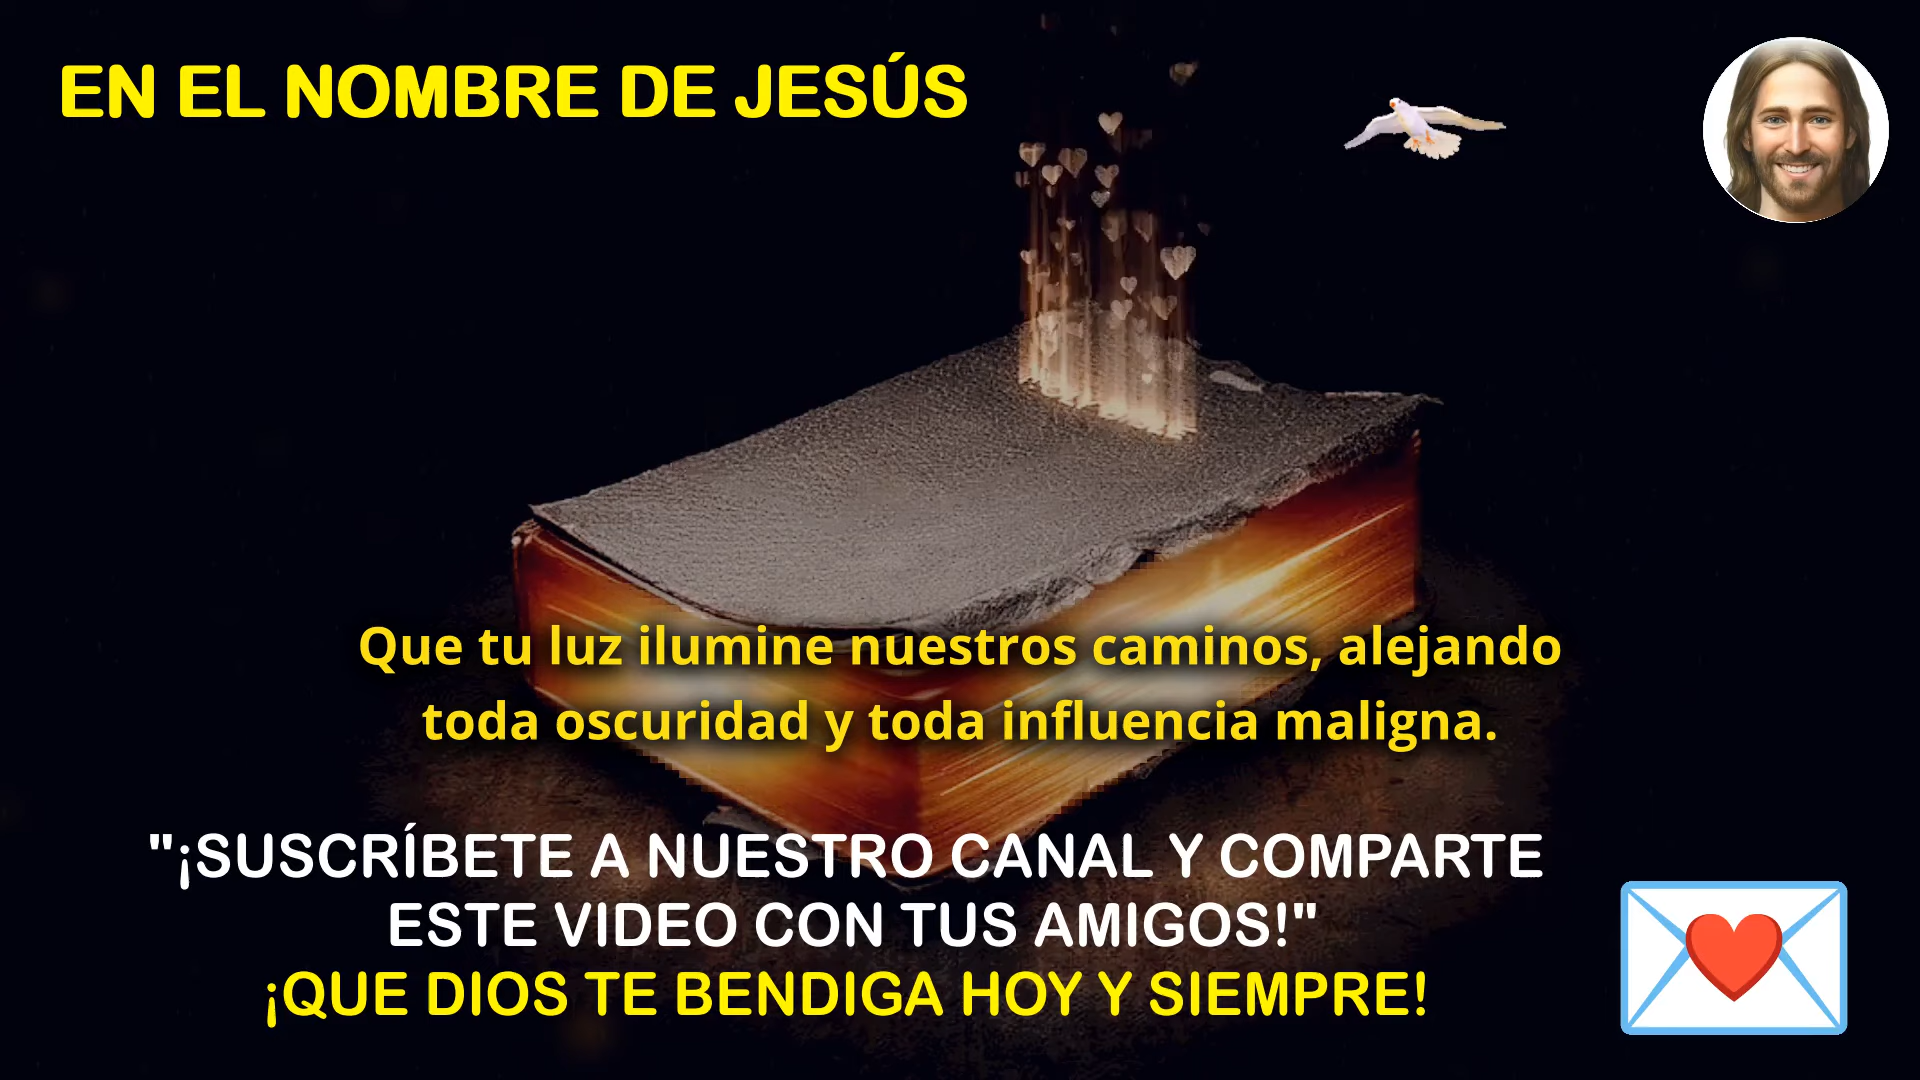 EN EL NOMBRE DE JESÚS
Que tu luz ilumine nuestros caminos, alejando
toda oscuridad y toda influencia maligna.
"¡SUSCRÍBETE A NUESTRO CANAL Y COMPARTE
ESTE VIDEO CON TUS AMIGOS!"
¡QUE DIOS TE BENDIGA HOY Y SIEMPRE!